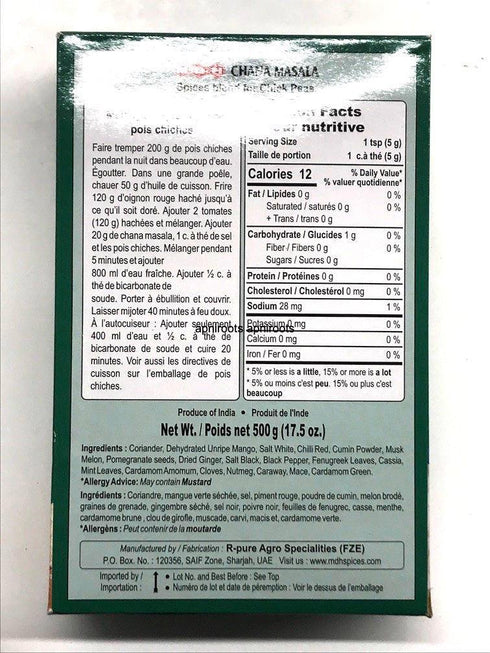 CHANA MASALA
Spices blend for Chick Peas
Facts
nutritive
pois chiches
Faire tremper 200 g de pois chiches
pendant la nuit dans beaucoup d'eau.
Égoutter. Dans une grande poêle,
chauer 50 g d'huile de cuisson. Frire
120 g d'oignon rouge haché jusqu'à
ce qu'il soit doré. Ajouter 2 tomates
(120 g) hachées et mélanger. Ajouter
20 g de chana masala, 1 c. à thé de sel
et les pois chiches. Mélanger pendant
5 minutes et ajouter
800 ml d'eau fraîche. Ajouter ½ c. à
thé de bicarbonate de
soude. Porter à ébullition et couvrir.
Laisser mijoter 40 minutes à feu doux.
À l'autocuiseur : Ajouter seulement
400 ml d'eau et ½ c. à thé de
bicarbonate de soude et cuire 20
minutes. Voir aussi les directives de
cuisson sur l'emballage de pois
chiches.
Serving Size 1 tsp (5 g)
Taille de portion 1 c.à thé (5 g)
Calories 12 % Daily Value*
% valeur quotidienne*
Fat / Lipides 0 g 0 %
Saturated / saturés 0 g 0 %
+ Trans / trans 0 g
Carbohydrate / Glucides 1 g 0 %
Fiber / Fibers 0 g 0 %
Sugars / Sucres 0 g
Protein / Protéines 0 g 0 %
Cholesterol / Cholestérol 0 mg 0 %
Sodium 28 mg 1 %
Potassium 0 mg 0 %
Calcium 0 mg 0 %
Iron / Fer 0 mg 0 %
* 5% or less is a little, 15% or more is a lot
* 5% ou moins c'est peu. 15% ou plus c'est
beaucoup
apniroots apniroots
Produce of India • Produit de l'Inde
Net Wt. / Poids net 500 g (17.5 oz.)
Ingredients : Coriander, Dehydrated Unripe Mango, Salt White, Chilli Red, Cumin Powder, Musk
Melon, Pomegranate seeds, Dried Ginger, Salt Black, Black Pepper, Fenugreek Leaves, Cassia,
Mint Leaves, Cardamom Amomum, Cloves, Nutmeg, Caraway, Mace, Cardamom Green.
*Allergy Advice: May contain Mustard
Ingrédients : Coriandre, mangue verte séchée, sel, piment rouge, poudre de cumin, melon brodé,
graines de grenade, gingembre séché, sel noir, poivre noir, feuilles de fenugrec, casse, menthe,
cardamome brune, clou de girofle, muscade, carvi, macis et, cardamome verte.
*Allergèns : Peut contenir de la moutarde
Manufactured by / Fabrication : R-pure Agro Specialities (FZE)
P.O. Box. No. : 120356, SAIF Zone, Sharjah, UAE Visit us : www.mdhspices.com
Imported by /
Importation :
• Lot No. and Best Before : See Top
• Numéro de lot et date de péremption : Voir le dessus de l'emballage